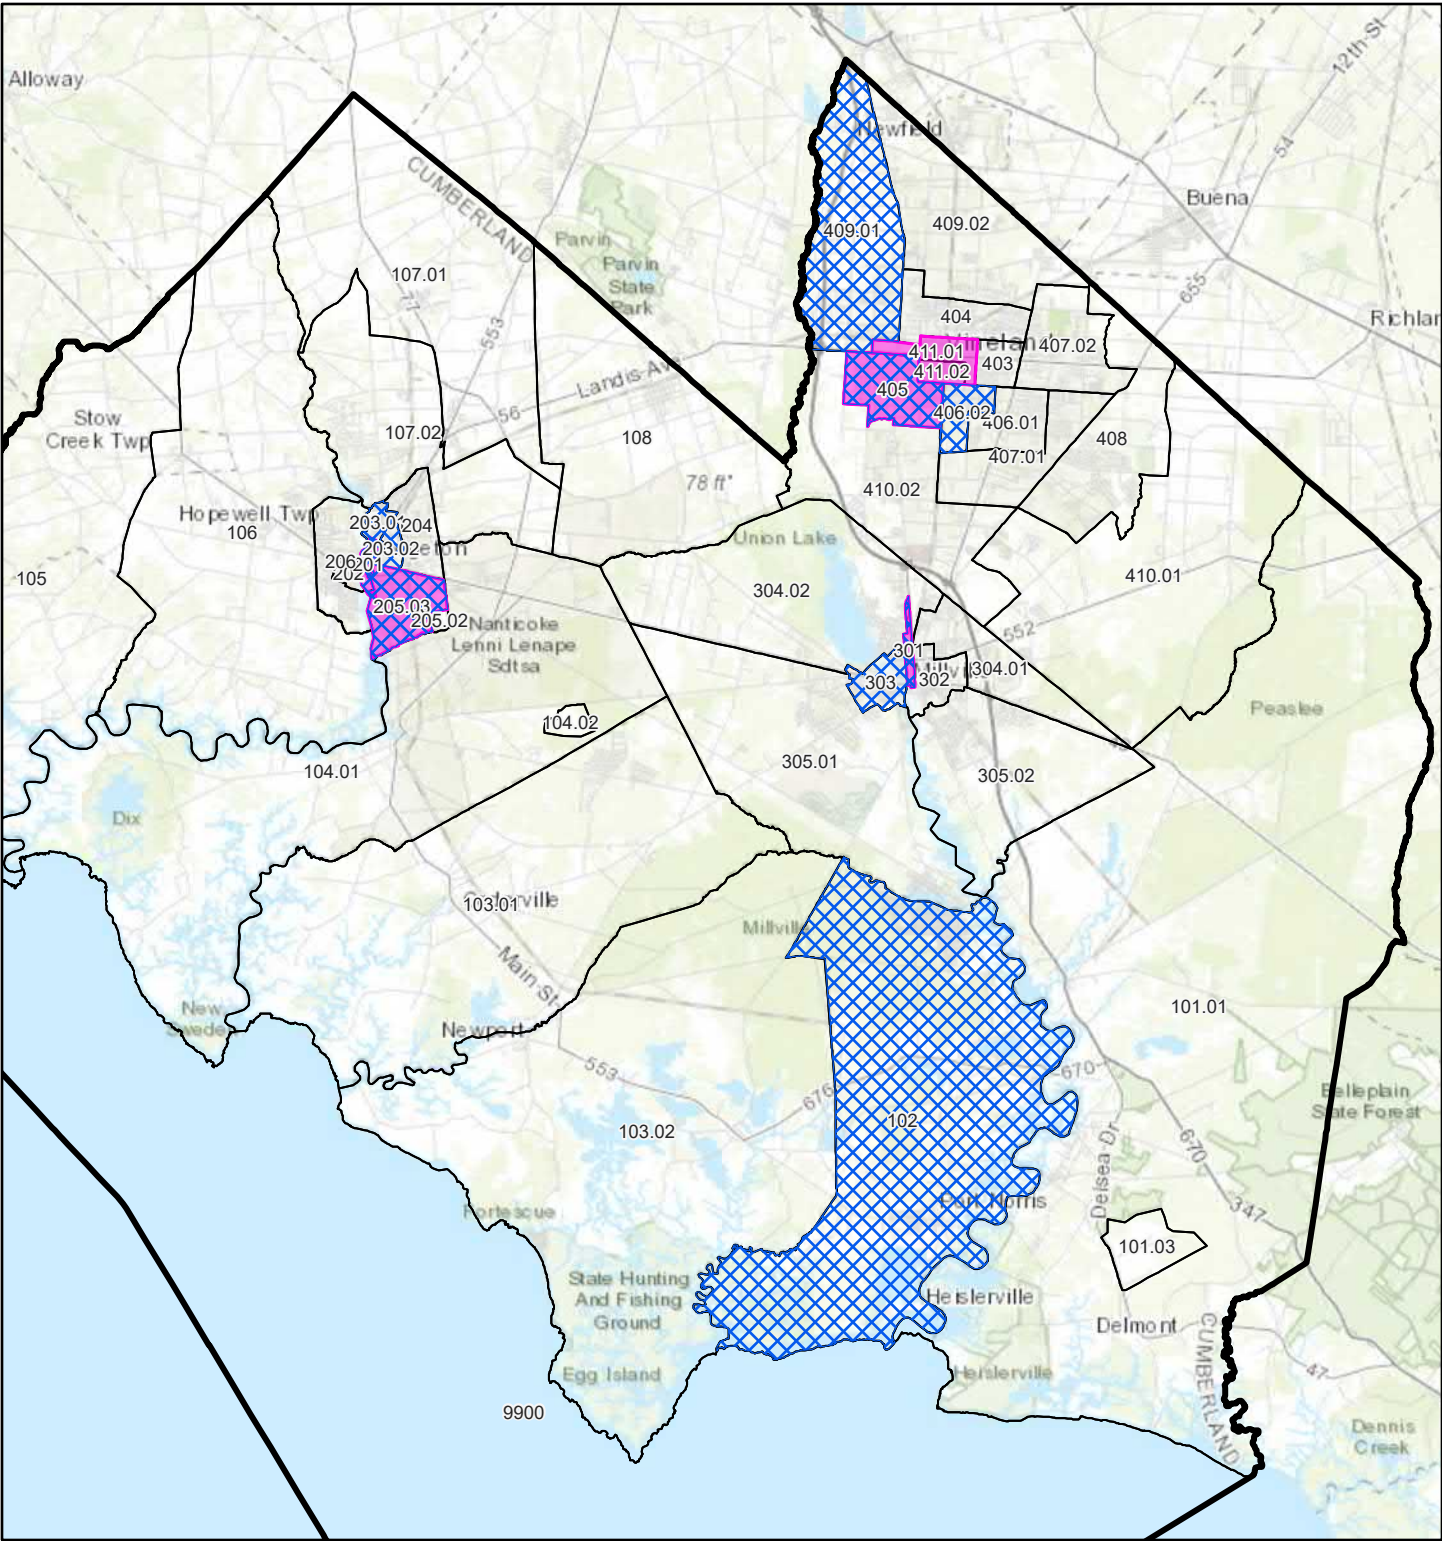 Alloway
12th St
Newfield
54
CUMBERLAND
Buena
409.01
409.02
Parvin
Parvin
State
Park
107.01
77
655
553
404
Richlar
Vineland
411.01
407.02
411.02
403
Landis Av
405
56
406.02
406.01
Stow
Creek Twp
107.02
108
408
407.01
78 ft
410.02
Hopewell Twp
106
204
203.02
Union Lake
206
201
202
105
410.01
304.02
205.03
205.02
Nanticoke
Lenni Lenape
Sdtsa
552
301
304.01
303
302
Peaslee
104.02
305.01
104.01
305.02
Dix
103.01
Millville
Main St
101.01
New
Newport
553
670
676
Belleplain
State Forest
102
103.02
670
Delsea Dr
Port Norris
Fortescue
347
101.03
State Hunting
And Fishing
Ground
Heislerville
Delmont
CUMBERLAND
Egg Island
Heislerville
47
9900
Dennis
Creek